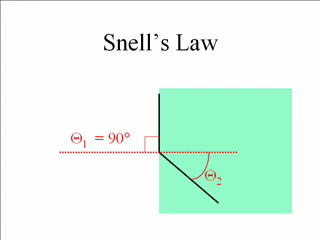 Snell's Law
Θ₁ = 90°
Θ₂